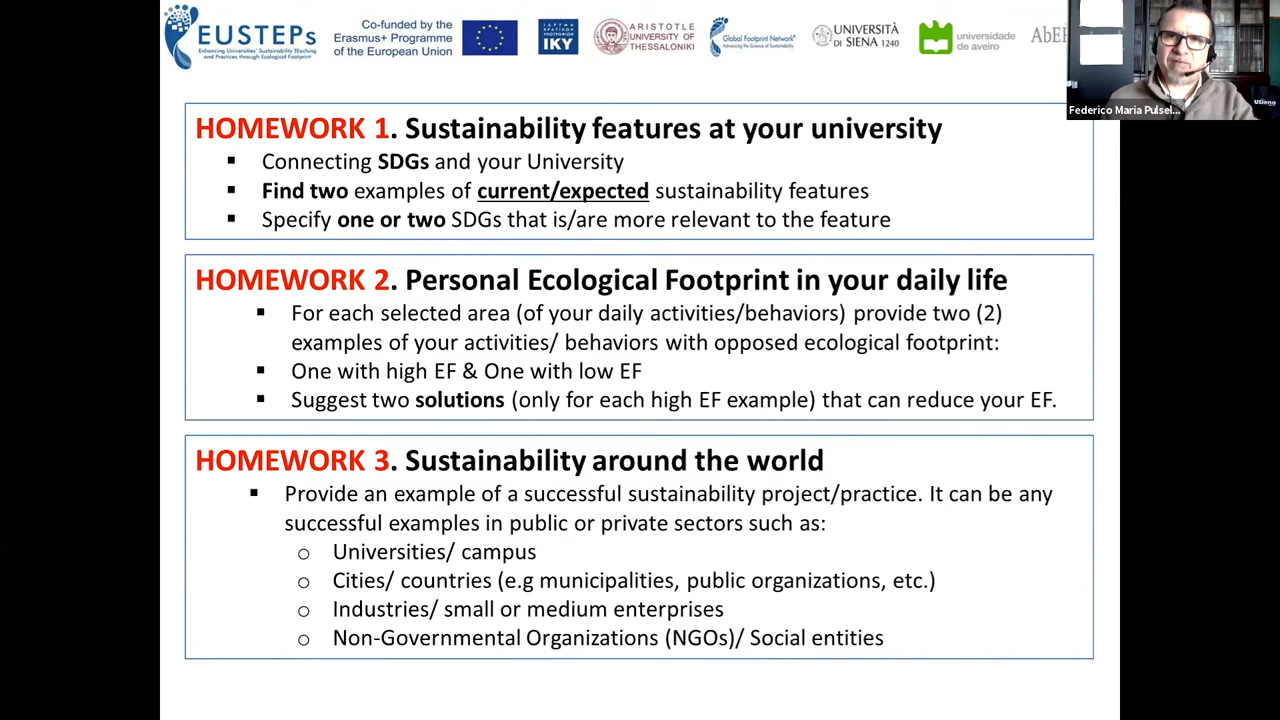 EUSTEPs
Enhancing Universities' Sustainability TEaching
and Practices through Ecological Footprint
Co-funded by the
Erasmus+ Programme
of the European Union
ΙΔΡΥΜΑ
ΚΡΑΤΙΚΩΝ
ΥΠΟΤΡΟΦΙΩΝ
IKY
ARISTOTLE
UNIVERSITY OF
THESSALONIKI
Global Footprint Network
Advancing the Science of Sustainability
UNIVERSITÀ
DI SIENA 1240
universidade
de aveiro
Federico Maria Pulsel...
HOMEWORK 1. Sustainability features at your university
▪ Connecting SDGs and your University
▪ Find two examples of current/expected sustainability features
▪ Specify one or two SDGs that is/are more relevant to the feature
HOMEWORK 2. Personal Ecological Footprint in your daily life
▪ For each selected area (of your daily activities/behaviors) provide two (2)
examples of your activities/ behaviors with opposed ecological footprint:
▪ One with high EF & One with low EF
▪ Suggest two solutions (only for each high EF example) that can reduce your EF.
HOMEWORK 3. Sustainability around the world
▪ Provide an example of a successful sustainability project/practice. It can be any
successful examples in public or private sectors such as:
o Universities/ campus
o Cities/ countries (e.g municipalities, public organizations, etc.)
o Industries/ small or medium enterprises
o Non-Governmental Organizations (NGOs)/ Social entities